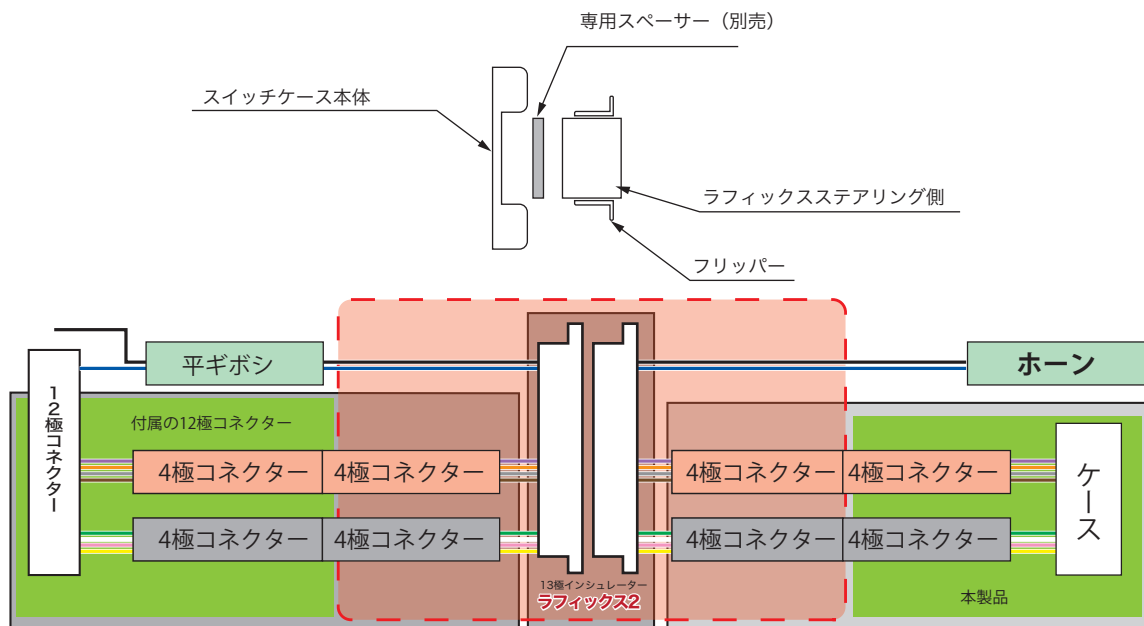 専用スペーサー（別売）
スイッチケース本体
ラフィックスステアリング側
フリッパー
平ギボシ
ホーン
12極コネクター
付属の12極コネクター
4極コネクター 4極コネクター
4極コネクター 4極コネクター
4極コネクター 4極コネクター
4極コネクター 4極コネクター
ケース
13極インシュレーター
ラフィックス2
本製品